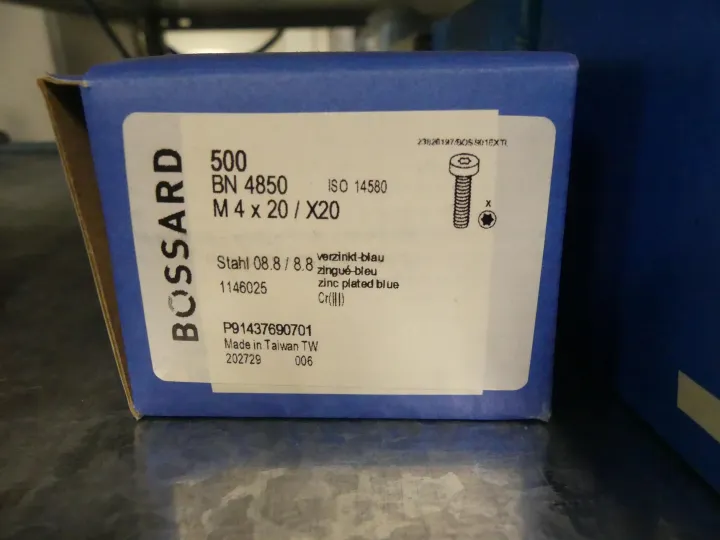 BOSSARD
500
BN 4850 ISO 14580
M 4 x 20 / X20
X
Stahl 08.8 / 8.8 verzinkt-blau
zingué-bleu
1146025 zinc plated blue
Cr(III)
P91437690701
Made in Taiwan TW
202729 006